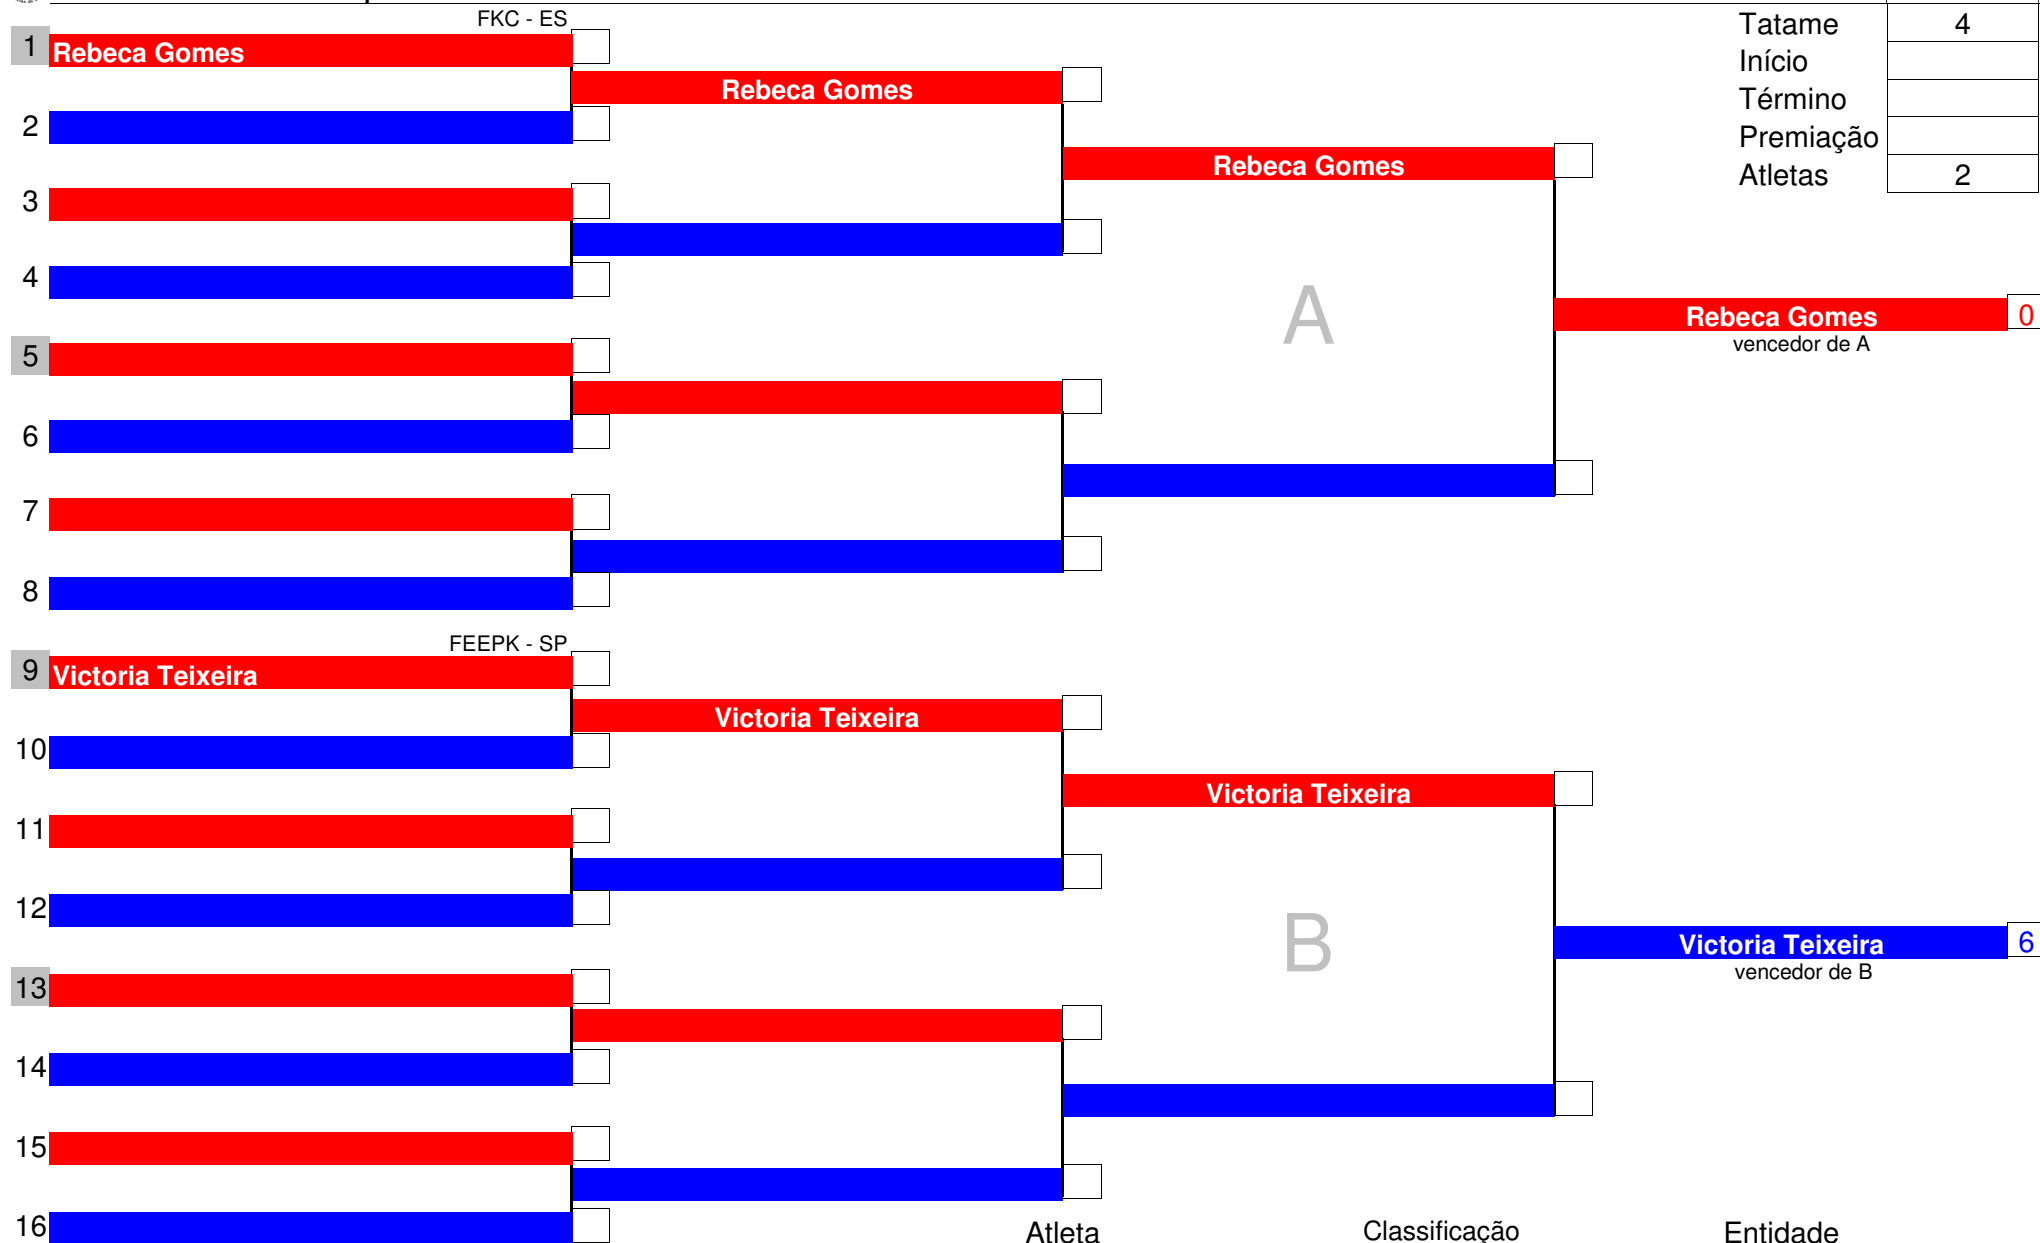 FKC - ES
Tatame 4
1 Rebeca Gomes
Início
Rebeca Gomes
Término
2
Premiação
Rebeca Gomes
Atletas 2
3
4
A
Rebeca Gomes 0
vencedor de A
5
6
7
8
FEEPK - SP
9 Victoria Teixeira
Victoria Teixeira
10
Victoria Teixeira
11
12
B
Victoria Teixeira 6
vencedor de B
13
14
15
16
Atleta Classificação Entidade